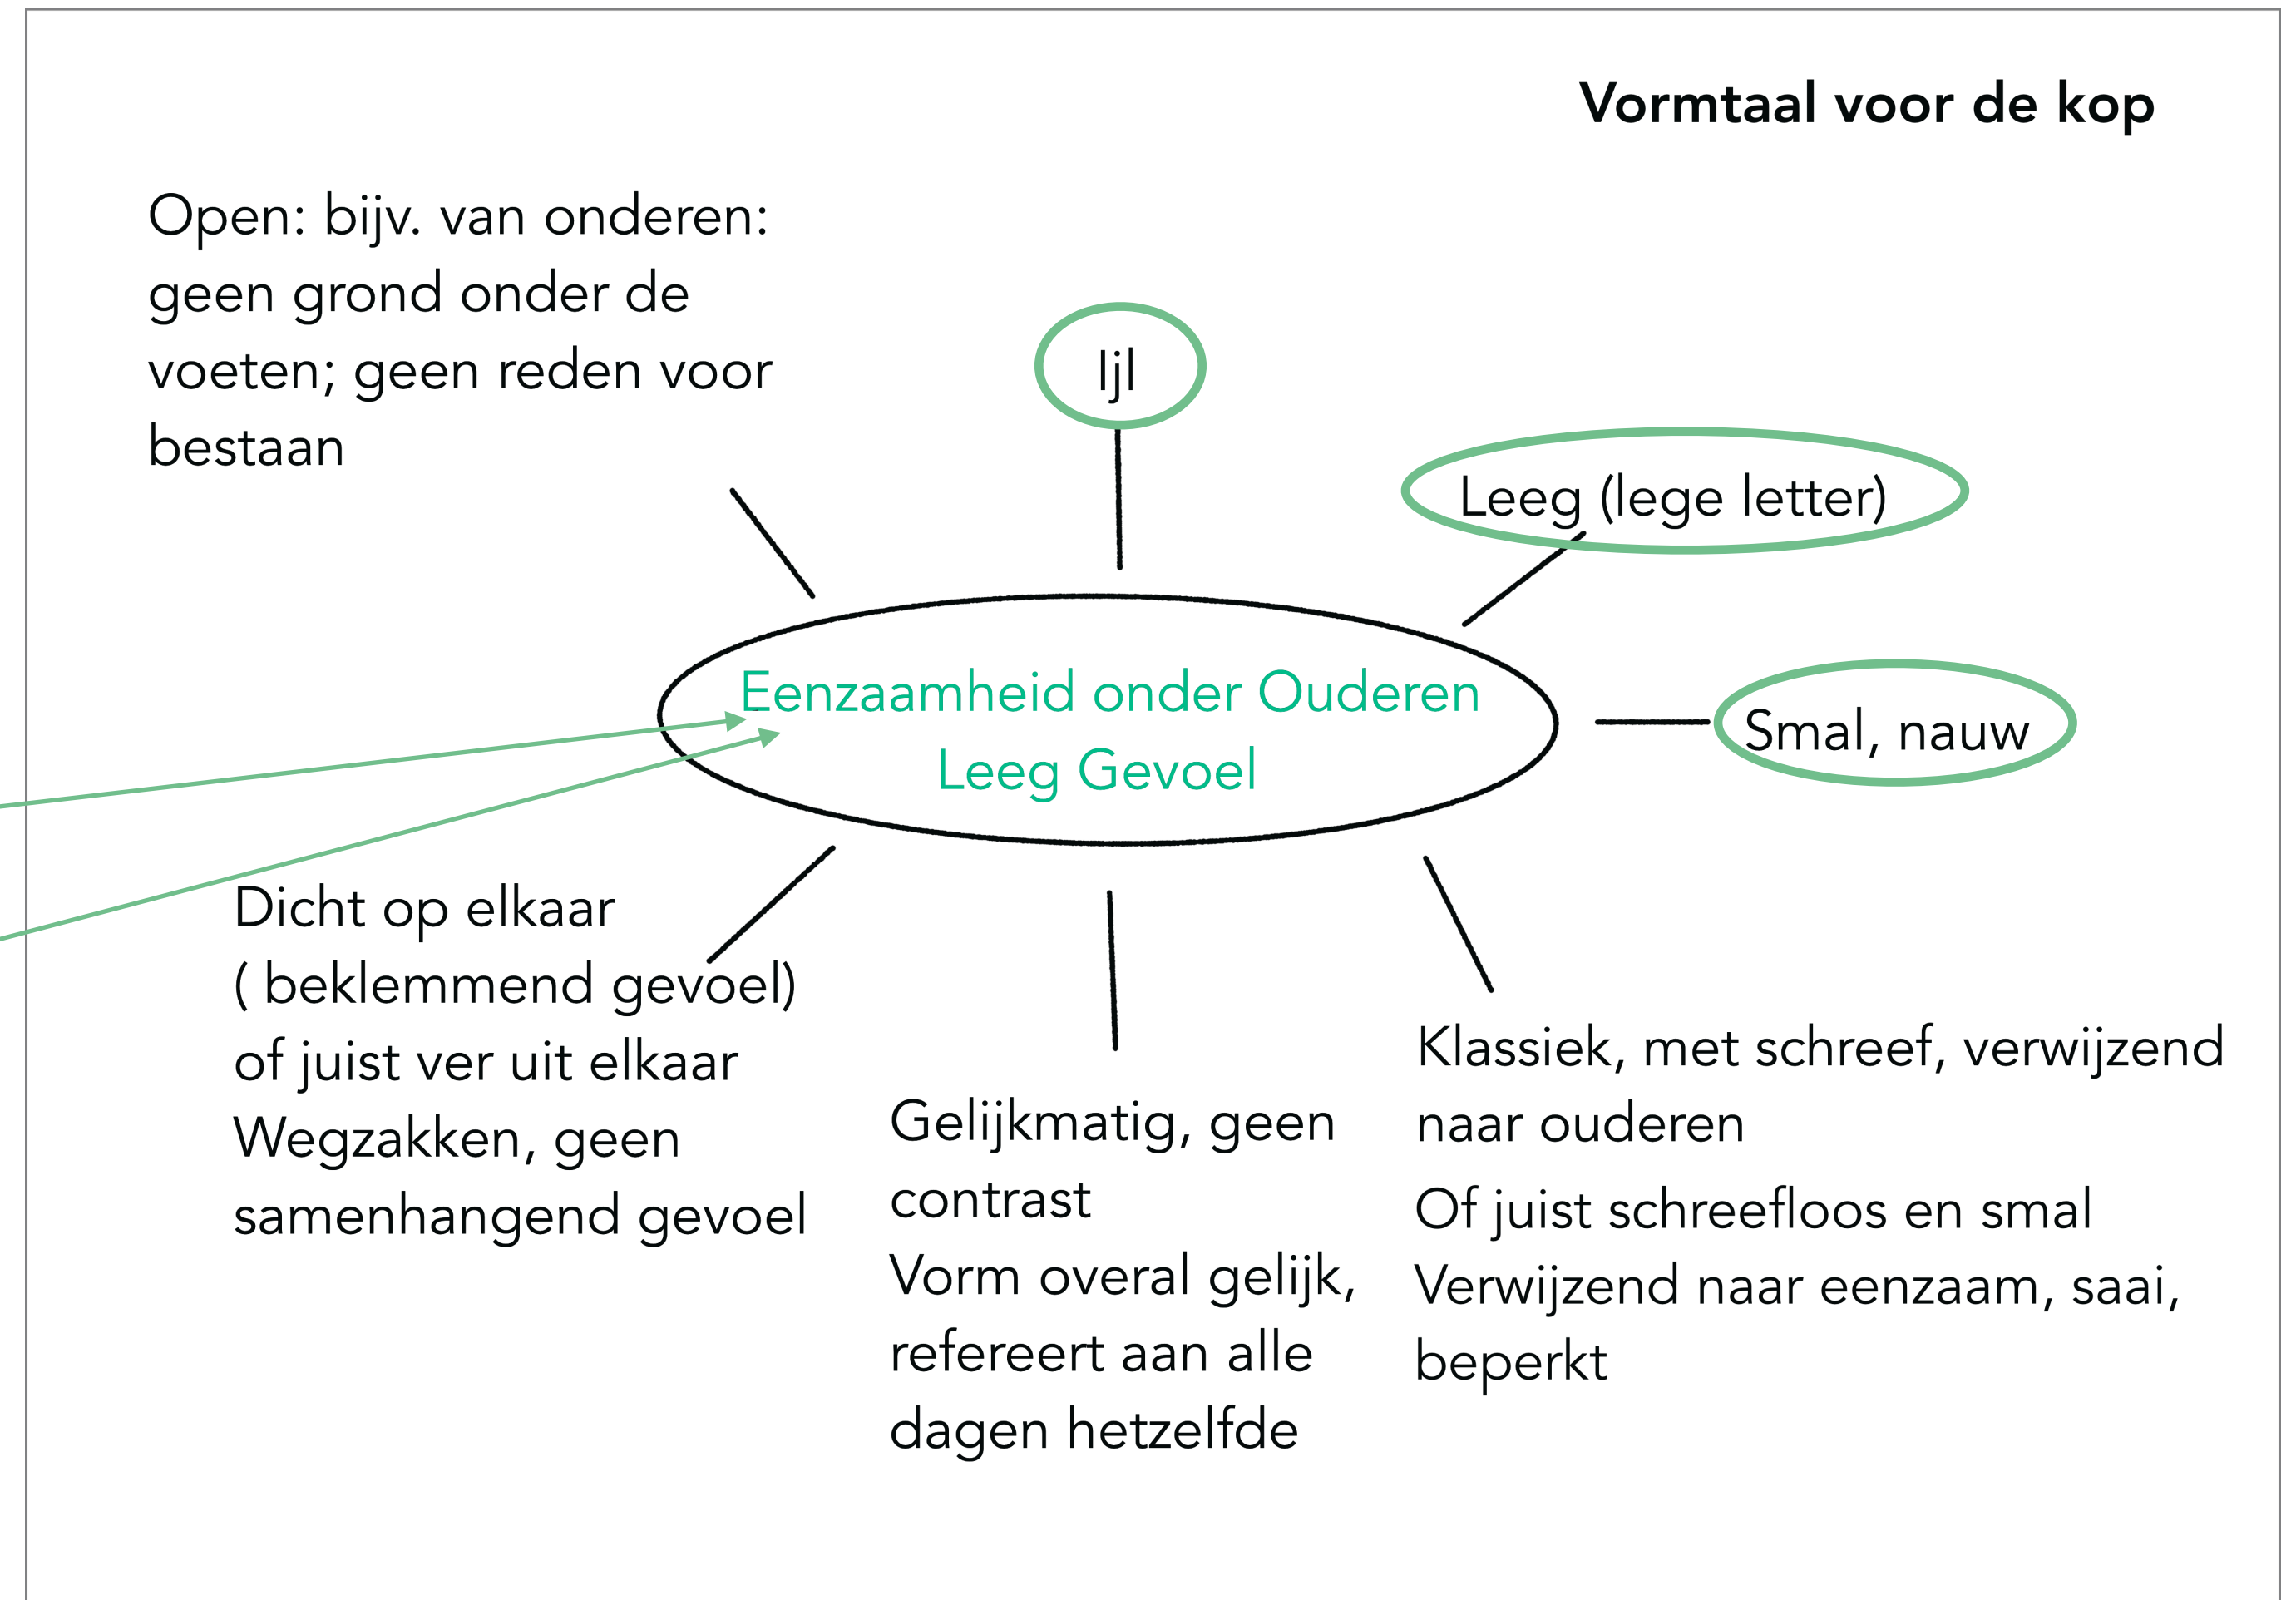 Vormtaal voor de kop
Open: bijv. van onderen:
geen grond onder de
voeten; geen reden voor
bestaan
Ijl
Leeg (lege letter)
Eenzaamheid onder Ouderen
Leeg Gevoel
Smal, nauw
Dicht op elkaar
( beklemmend gevoel)
of juist ver uit elkaar
Wegzakken, geen
samenhangend gevoel
Gelijkmatig, geen
contrast
Vorm overal gelijk,
refereert aan alle
dagen hetzelfde
Klassiek, met schreef, verwijzend
naar ouderen
Of juist schreefloos en smal
Verwijzend naar eenzaam, saai,
beperkt